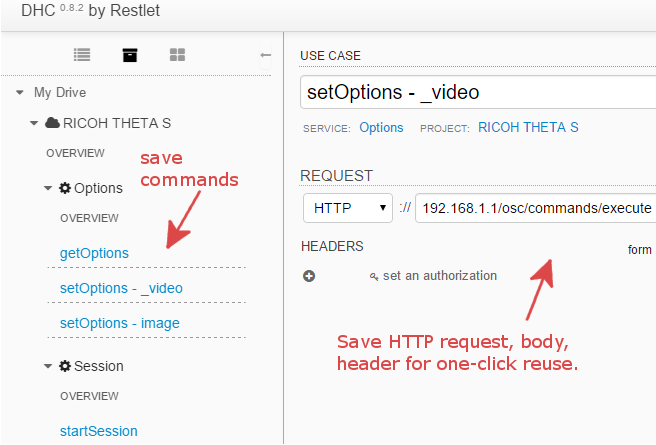 DHC 0.8.2 by Restlet
My Drive
RICOH THETA S
OVERVIEW
save
commands
Options
OVERVIEW
getOptions
setOptions - _video
setOptions - image
Session
OVERVIEW
startSession
USE CASE
setOptions - _video
SERVICE: Options PROJECT: RICOH THETA S
REQUEST
HTTP :// 192.168.1.1/osc/commands/execute
HEADERS form
set an authorization
Save HTTP request, body,
header for one-click reuse.